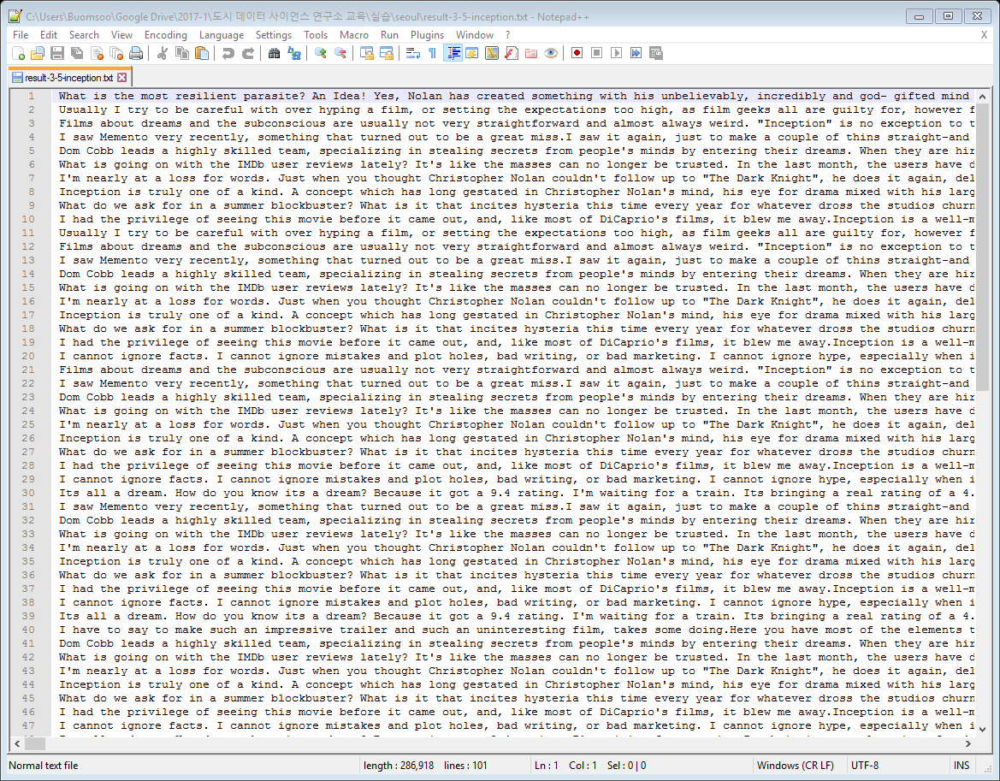 C:\Users\Buomsoo\Google Drive\2017-1\도시 데이터 사이언스 연구소 교육\실습\seoul\result-3-5-inception.txt - Notepad++
File Edit Search View Encoding Language Settings Tools Macro Run Plugins Window ? X
result-3-5-inception.txt
1 What is the most resilient parasite? An Idea! Yes, Nolan has created something with his unbelievably, incredibly and god- gifted mind
2 Usually I try to be careful with over hyping a film, or setting the expectations too high, as film geeks all are guilty for, however f
3 Films about dreams and the subconscious are usually not very straightforward and almost always weird. "Inception" is no exception to t
4 I saw Memento very recently, something that turned out to be a great miss.I saw it again, just to make a couple of thins straight-and
5 Dom Cobb leads a highly skilled team, specializing in stealing secrets from people's minds by entering their dreams. When they are hir
6 What is going on with the IMDb user reviews lately? It's like the masses can no longer be trusted. In the last month, the users have d
7 I'm nearly at a loss for words. Just when you thought Christopher Nolan couldn't follow up to "The Dark Knight", he does it again, del
8 Inception is truly one of a kind. A concept which has long gestated in Christopher Nolan's mind, his eye for drama mixed with his larg
9 What do we ask for in a summer blockbuster? What is it that incites hysteria this time every year for whatever dross the studios churn
10 I had the privilege of seeing this movie before it came out, and, like most of DiCaprio's films, it blew me away.Inception is a well-m
11 Usually I try to be careful with over hyping a film, or setting the expectations too high, as film geeks all are guilty for, however f
12 Films about dreams and the subconscious are usually not very straightforward and almost always weird. "Inception" is no exception to t
13 I saw Memento very recently, something that turned out to be a great miss.I saw it again, just to make a couple of thins straight-and
14 Dom Cobb leads a highly skilled team, specializing in stealing secrets from people's minds by entering their dreams. When they are hir
15 What is going on with the IMDb user reviews lately? It's like the masses can no longer be trusted. In the last month, the users have d
16 I'm nearly at a loss for words. Just when you thought Christopher Nolan couldn't follow up to "The Dark Knight", he does it again, del
17 Inception is truly one of a kind. A concept which has long gestated in Christopher Nolan's mind, his eye for drama mixed with his larg
18 What do we ask for in a summer blockbuster? What is it that incites hysteria this time every year for whatever dross the studios churn
19 I had the privilege of seeing this movie before it came out, and, like most of DiCaprio's films, it blew me away.Inception is a well-m
20 I cannot ignore facts. I cannot ignore mistakes and plot holes, bad writing, or bad marketing. I cannot ignore hype, especially when i
21 Films about dreams and the subconscious are usually not very straightforward and almost always weird. "Inception" is no exception to t
22 I saw Memento very recently, something that turned out to be a great miss.I saw it again, just to make a couple of thins straight-and
23 Dom Cobb leads a highly skilled team, specializing in stealing secrets from people's minds by entering their dreams. When they are hir
24 What is going on with the IMDb user reviews lately? It's like the masses can no longer be trusted. In the last month, the users have d
25 I'm nearly at a loss for words. Just when you thought Christopher Nolan couldn't follow up to "The Dark Knight", he does it again, del
26 Inception is truly one of a kind. A concept which has long gestated in Christopher Nolan's mind, his eye for drama mixed with his larg
27 What do we ask for in a summer blockbuster? What is it that incites hysteria this time every year for whatever dross the studios churn
28 I had the privilege of seeing this movie before it came out, and, like most of DiCaprio's films, it blew me away.Inception is a well-m
29 I cannot ignore facts. I cannot ignore mistakes and plot holes, bad writing, or bad marketing. I cannot ignore hype, especially when i
30 Its all a dream. How do you know its a dream? Because it got a 9.4 rating. I'm waiting for a train. Its bringing a real rating of a 4.
31 I saw Memento very recently, something that turned out to be a great miss.I saw it again, just to make a couple of thins straight-and
32 Dom Cobb leads a highly skilled team, specializing in stealing secrets from people's minds by entering their dreams. When they are hir
33 What is going on with the IMDb user reviews lately? It's like the masses can no longer be trusted. In the last month, the users have d
34 I'm nearly at a loss for words. Just when you thought Christopher Nolan couldn't follow up to "The Dark Knight", he does it again, del
35 Inception is truly one of a kind. A concept which has long gestated in Christopher Nolan's mind, his eye for drama mixed with his larg
36 What do we ask for in a summer blockbuster? What is it that incites hysteria this time every year for whatever dross the studios churn
37 I had the privilege of seeing this movie before it came out, and, like most of DiCaprio's films, it blew me away.Inception is a well-m
38 I cannot ignore facts. I cannot ignore mistakes and plot holes, bad writing, or bad marketing. I cannot ignore hype, especially when i
39 Its all a dream. How do you know its a dream? Because it got a 9.4 rating. I'm waiting for a train. Its bringing a real rating of a 4.
40 I have to say to make such an impressive trailer and such an uninteresting film, takes some doing.Here you have most of the elements t
41 Dom Cobb leads a highly skilled team, specializing in stealing secrets from people's minds by entering their dreams. When they are hir
42 What is going on with the IMDb user reviews lately? It's like the masses can no longer be trusted. In the last month, the users have d
43 I'm nearly at a loss for words. Just when you thought Christopher Nolan couldn't follow up to "The Dark Knight", he does it again, del
44 Inception is truly one of a kind. A concept which has long gestated in Christopher Nolan's mind, his eye for drama mixed with his larg
45 What do we ask for in a summer blockbuster? What is it that incites hysteria this time every year for whatever dross the studios churn
46 I had the privilege of seeing this movie before it came out, and, like most of DiCaprio's films, it blew me away.Inception is a well-m
47 I cannot ignore facts. I cannot ignore mistakes and plot holes, bad writing, or bad marketing. I cannot ignore hype, especially when i
Normal text file length : 286,918 lines : 101 Ln : 1 Col : 1 Sel : 0 | 0 Windows (CR LF) UTF-8 INS